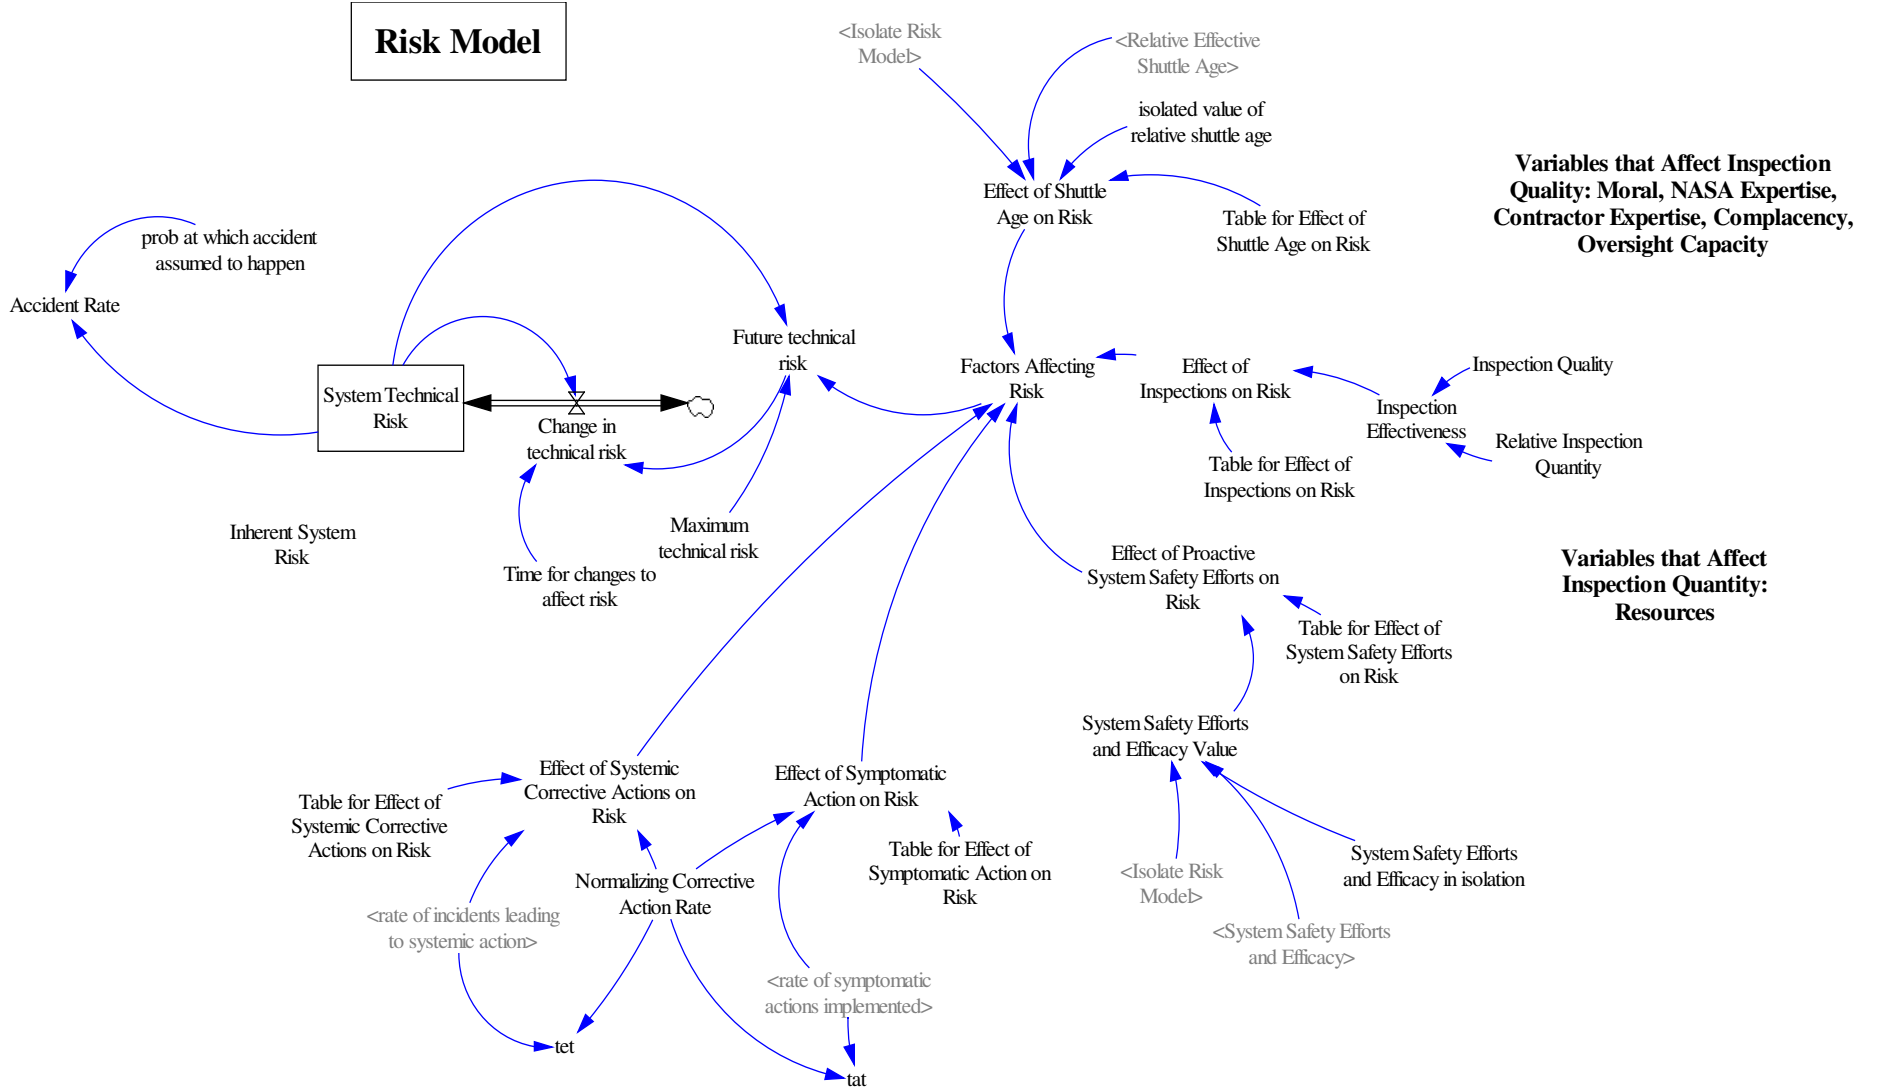 Risk Model
<Isolate Risk
Model>
<Relative Effective
Shuttle Age>
isolated value of
relative shuttle age
Effect of Shuttle
Age on Risk
Table for Effect of
Shuttle Age on Risk
Variables that Affect Inspection
Quality: Moral, NASA Expertise,
Contractor Expertise, Complacency,
Oversight Capacity
prob at which accident
assumed to happen
Accident Rate
System Technical
Risk
Change in
technical risk
Future technical
risk
Factors Affecting
Risk
Effect of
Inspections on Risk
Inspection Quality
Inspection
Effectiveness
Relative Inspection
Quantity
Table for Effect of
Inspections on Risk
Inherent System
Risk
Time for changes to
affect risk
Maximum
technical risk
Effect of Proactive
System Safety Efforts on
Risk
Table for Effect of
System Safety Efforts
on Risk
Variables that Affect
Inspection Quantity:
Resources
System Safety Efforts
and Efficacy Value
Effect of Systemic
Corrective Actions on
Risk
Effect of Symptomatic
Action on Risk
Table for Effect of
Systemic Corrective
Actions on Risk
Normalizing Corrective
Action Rate
Table for Effect of
Symptomatic Action on
Risk
<Isolate Risk
Model>
System Safety Efforts
and Efficacy in isolation
<rate of incidents leading
to systemic action>
<System Safety Efforts
and Efficacy>
<rate of symptomatic
actions implemented>
tet
tat